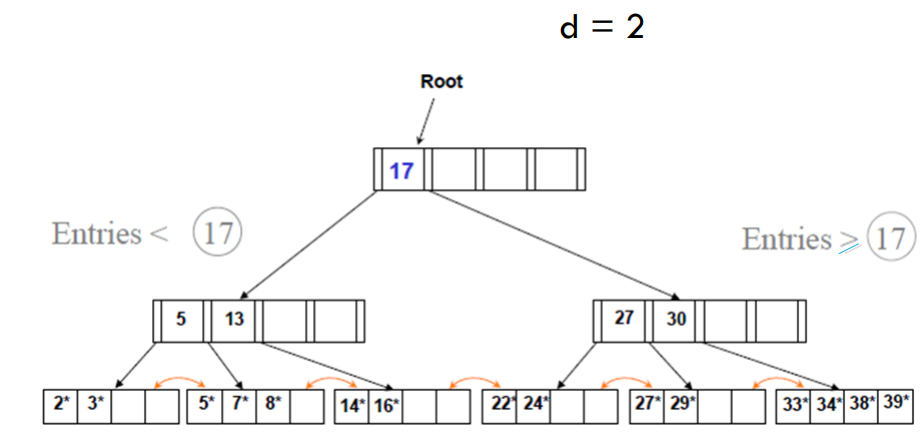 d = 2
Root
17
Entries < 17
Entries ≥ 17
5 13
27 30
2* 3*
5* 7* 8*
14* 16*
22* 24*
27* 29*
33* 34* 38* 39*